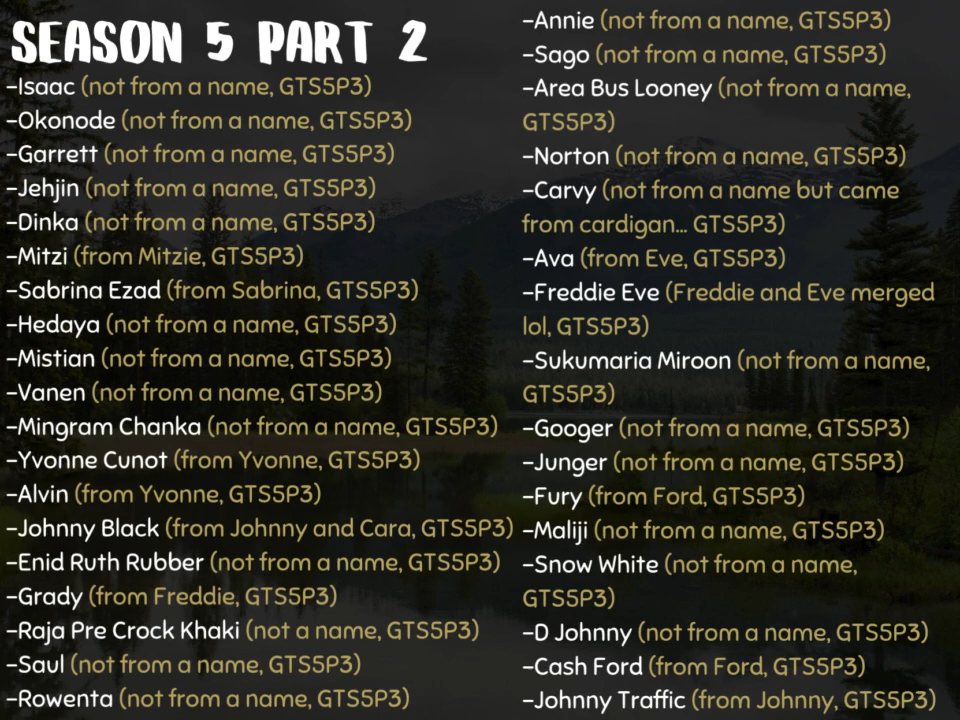 SEASON 5 PART 2
-Isaac (not from a name, GTS5P3)
-Okonode (not from a name, GTS5P3)
-Garrett (not from a name, GTS5P3)
-Jehjin (not from a name, GTS5P3)
-Dinka (not from a name, GTS5P3)
-Mitzi (from Mitzie, GTS5P3)
-Sabrina Ezad (from Sabrina, GTS5P3)
-Hedaya (not from a name, GTS5P3)
-Mistian (not from a name, GTS5P3)
-Vanen (not from a name, GTS5P3)
-Mingram Chanka (not from a name, GTS5P3)
-Yvonne Cunot (from Yvonne, GTS5P3)
-Alvin (from Yvonne, GTS5P3)
-Johnny Black (from Johnny and Cara, GTS5P3)
-Enid Ruth Rubber (not from a name, GTS5P3)
-Grady (from Freddie, GTS5P3)
-Raja Pre Crock Khaki (not a name, GTS5P3)
-Saul (not from a name, GTS5P3)
-Rowenta (not from a name, GTS5P3)
-Annie (not from a name, GTS5P3)
-Sago (not from a name, GTS5P3)
-Area Bus Looney (not from a name,
GTS5P3)
-Norton (not from a name, GTS5P3)
-Carvy (not from a name but came
from cardigan... GTS5P3)
-Ava (from Eve, GTS5P3)
-Freddie Eve (Freddie and Eve merged
lol, GTS5P3)
-Sukumaria Miroon (not from a name,
GTS5P3)
-Googer (not from a name, GTS5P3)
-Junger (not from a name, GTS5P3)
-Fury (from Ford, GTS5P3)
-Maliji (not from a name, GTS5P3)
-Snow White (not from a name,
GTS5P3)
-D Johnny (not from a name, GTS5P3)
-Cash Ford (from Ford, GTS5P3)
-Johnny Traffic (from Johnny, GTS5P3)